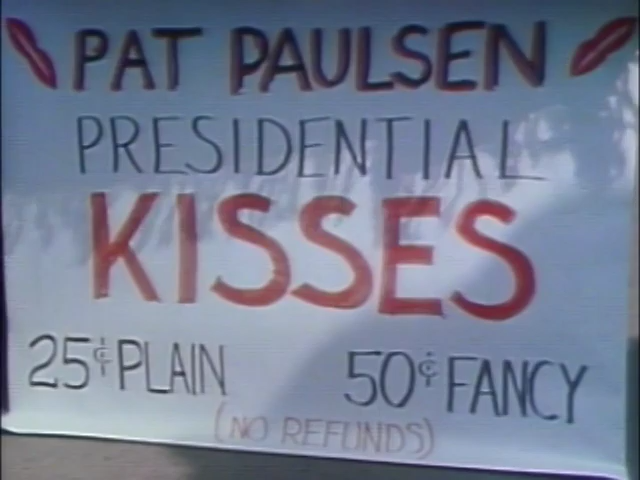 PAT PAULSEN
PRESIDENTIAL
KISSES
25¢ PLAIN 50¢ FANCY
(NO REFUNDS)